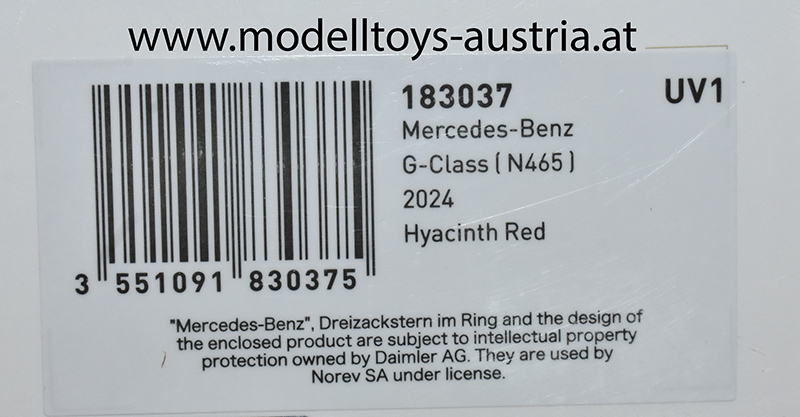 www.modelltoys-austria.at
183037 UV1
Mercedes-Benz
G-Class ( N465 )
2024
Hyacinth Red
3 551091 830375
"Mercedes-Benz", Dreizackstern im Ring and the design of
the enclosed product are subject to intellectual property
protection owned by Daimler AG. They are used by
Norev SA under license.